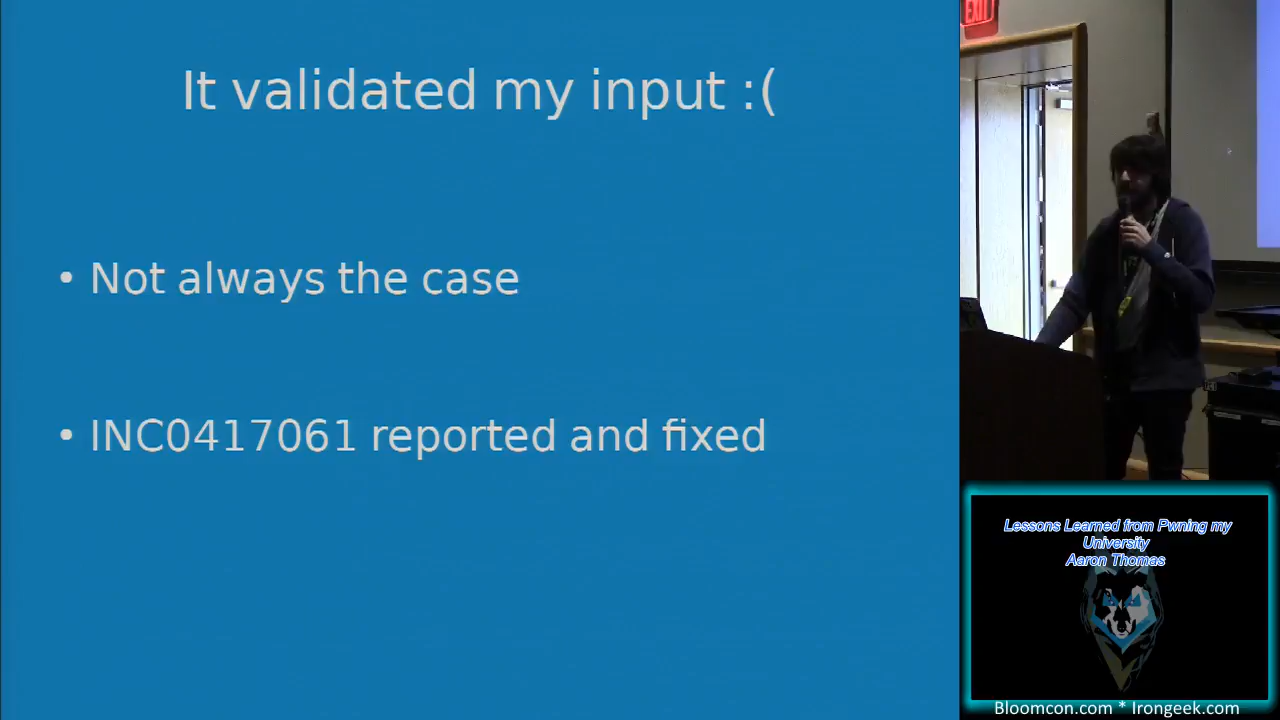 It validated my input :(
• Not always the case
• INC0417061 reported and fixed
EXIT
Lessons Learned from Pwning my
University
Aaron Thomas
Bloomcon.com * Irongeek.com